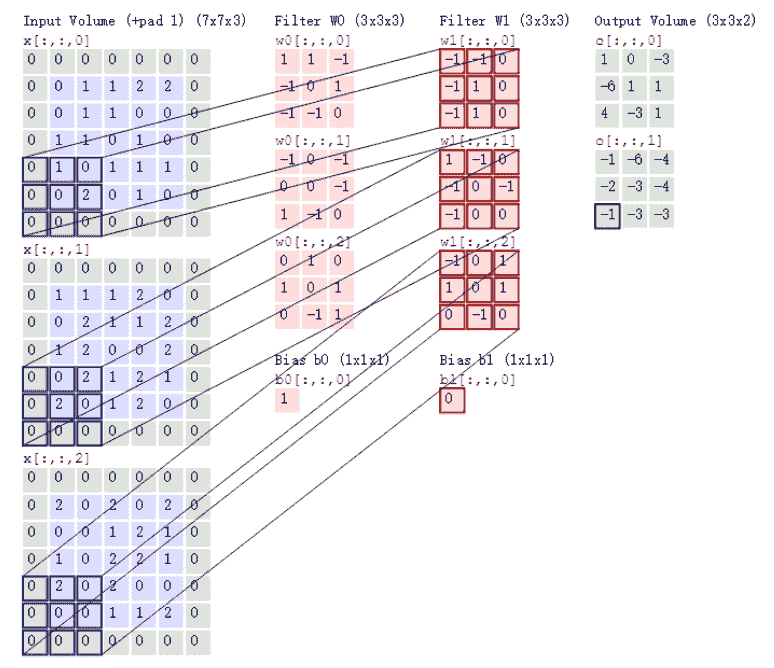 Input Volume (+pad 1) (7x7x3)
x[:,:,0]
0 0 0 0 0 0 0
0 0 1 1 2 2 0
0 0 1 1 0 0 0
0 1 1 0 1 0 0
0 1 0 1 1 1 0
0 0 2 0 1 0 0
0 0 0 0 0 0 0
x[:,:,1]
0 0 0 0 0 0 0
0 1 1 1 2 0 0
0 0 2 1 1 2 0
0 1 2 0 0 2 0
0 0 2 1 2 1 0
0 2 0 1 2 0 0
0 0 0 0 0 0 0
x[:,:,2]
0 0 0 0 0 0 0
0 2 0 2 0 2 0
0 0 0 1 2 1 0
0 1 0 2 2 1 0
0 2 0 2 0 0 0
0 0 0 1 1 2 0
0 0 0 0 0 0 0
Filter W0 (3x3x3)
w0[:,:,0]
1 1 -1
-1 0 1
-1 -1 0
w0[:,:,1]
-1 0 -1
0 0 -1
1 -1 0
w0[:,:,2]
0 1 0
1 0 1
0 -1 1
Bias b0 (1x1x1)
b0[:,:,0]
1
Filter W1 (3x3x3)
w1[:,:,0]
-1 -1 0
-1 1 0
-1 1 0
w1[:,:,1]
1 -1 0
-1 0 -1
-1 0 0
w1[:,:,2]
-1 0 1
1 0 1
0 -1 0
Bias b1 (1x1x1)
b1[:,:,0]
0
Output Volume (3x3x2)
o[:,:,0]
1 0 -3
-6 1 1
4 -3 1
o[:,:,1]
-1 -6 -4
-2 -3 -4
-1 -3 -3